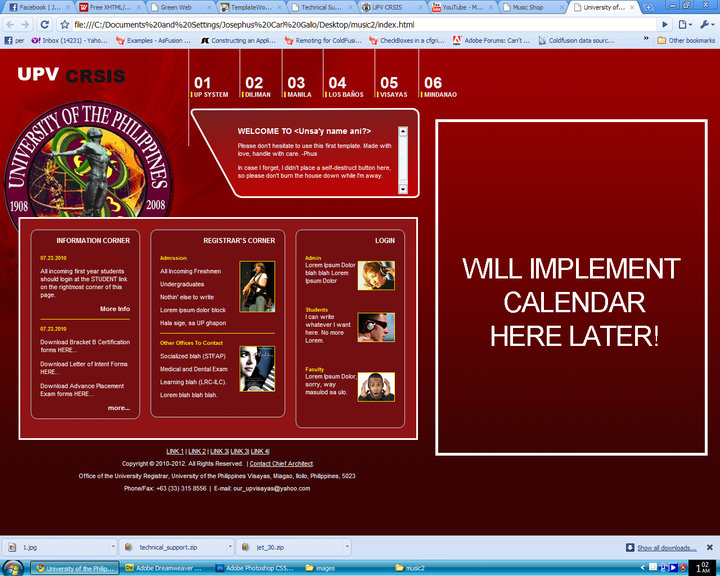 Facebook | J...
Free XHTML/...
Green Web
TemplateWo...
Technical Su...
UPV CRSIS
YouTube - M...
Music Shop
University of...
file:///C:/Documents%20and%20Settings/Josephus%20Carl%20Galo/Desktop/music2/index.html
per
Inbox (14231) - Yahoo...
Examples - AsFusion ...
Constructing an Appli...
Remoting for ColdFus...
CheckBoxes in a cfgri...
Adobe Forums: Can't ...
Coldfusion data sourc...
Other bookmarks
UPV CRSIS
01
UP SYSTEM
02
DILIMAN
03
MANILA
04
LOS BAÑOS
05
VISAYAS
06
MINDANAO
UNIVERSITY OF THE PHILIPPINES
1908
2008
WELCOME TO <Unsa'y name ani?>
Please don't hesitate to use this first template. Made with
love, handle with care. -Phus
In case I forget, I didn't place a self-destruct button here,
so please don't burn the house down while I'm away.
INFORMATION CORNER
07.23.2010
All incoming first year students
should login at the STUDENT link
on the rightmost corner of this
page.
More Info
07.23.2010
Download Bracket B Certification
forms HERE...
Download Letter of Intent Forms
HERE...
Download Advance Placement
Exam forms HERE...
more...
REGISTRAR'S CORNER
Admission
All Incoming Freshmen
Undergraduates
Nothin' else to write
Lorem ipsum dolor block
Hala sige, sa UP ghapon
Other Offices To Contact
Socialized blah (STFAP)
Medical and Dental Exam
Learning blah (LRC-ILC).
Lorem blah blah blah.
LOGIN
Admin
Lorem Ipsum Dolor
blah blah Lorem
Ipsum Dolor
Students
I can write
whatever I want
here. No more
Lorem.
Faculty
Lorem Ipsum Dolor,
sorry, way
masulod sa ulo.
WILL IMPLEMENT
CALENDAR
HERE LATER!
LINK 1 | LINK 2 | LINK 3| LINK 3| LINK 4|
Copyright © 2010-2012. All Rights Reserved. | Contact Chief Architect
Office of the University Registrar, University of the Philippines Visayas, Miagao, Iloilo, Philippines, 5023
Phone/Fax: +63 (33) 315 8556 | E-mail: our_upvisayas@yahoo.com
1.jpg
technical_support.zip
jet_30.zip
Show all downloads...
University of the Philip...
Adobe Dreamweaver ...
Adobe Photoshop CS5...
images
music2
1 02
AM